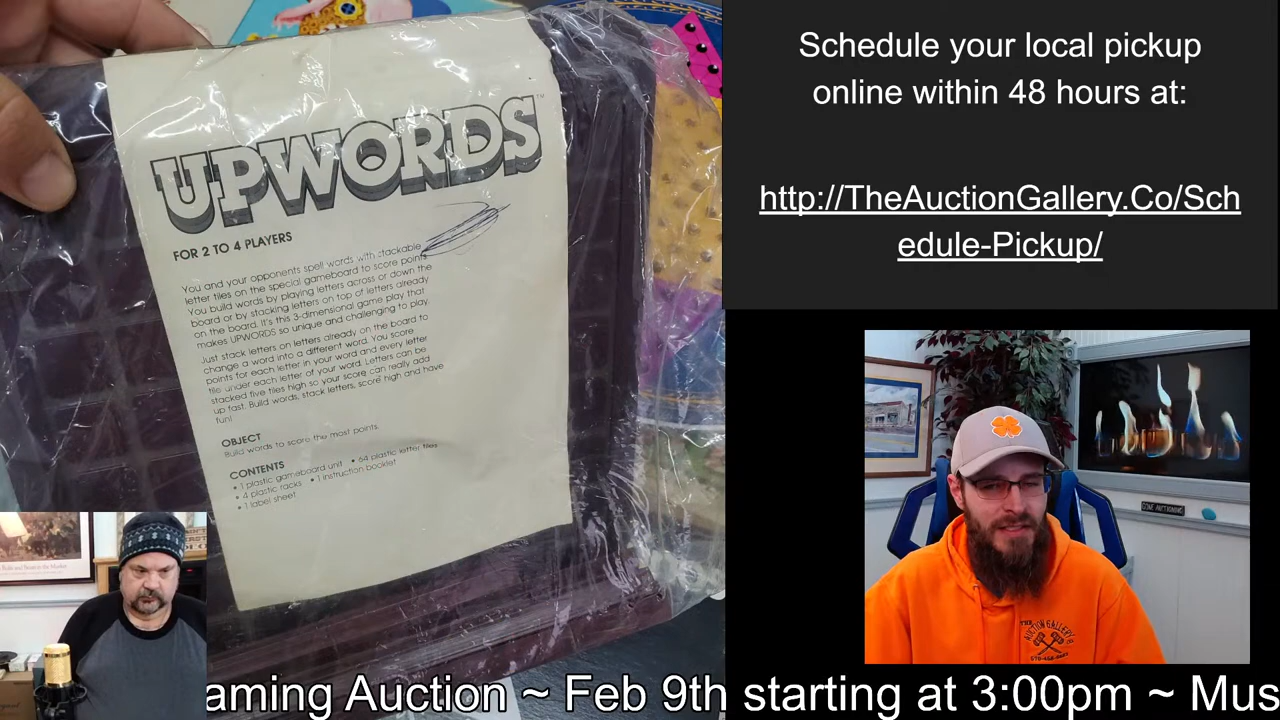 UPWORDS™
FOR 2 TO 4 PLAYERS
You and your opponents spell words with stackable
letter tiles on the special gameboard to score points.
You build words by playing letters across or down the
board or by stacking letters on top of letters already
on the board. It's this 3-dimensional game play that
makes UPWORDS so unique and challenging to play.
Just stack letters on letters already on the board to
change a word into a different word. You score
points for each letter in your word and every letter
tile under each letter of your word. Letters can be
stacked five tiles high so your score can really add
up fast. Build words, stack letters, score high and have
fun!
OBJECT
Build words to score the most points.
CONTENTS
• 1 plastic gameboard unit • 64 plastic letter tiles
• 4 plastic racks • 1 instruction booklet
• 1 label sheet
Schedule your local pickup
online within 48 hours at:
http://TheAuctionGallery.Co/Sch
edule-Pickup/
GONE AUCTIONING
THE
AUCTION GALLERY
aming Auction ~ Feb 9th starting at 3:00pm ~ Mus